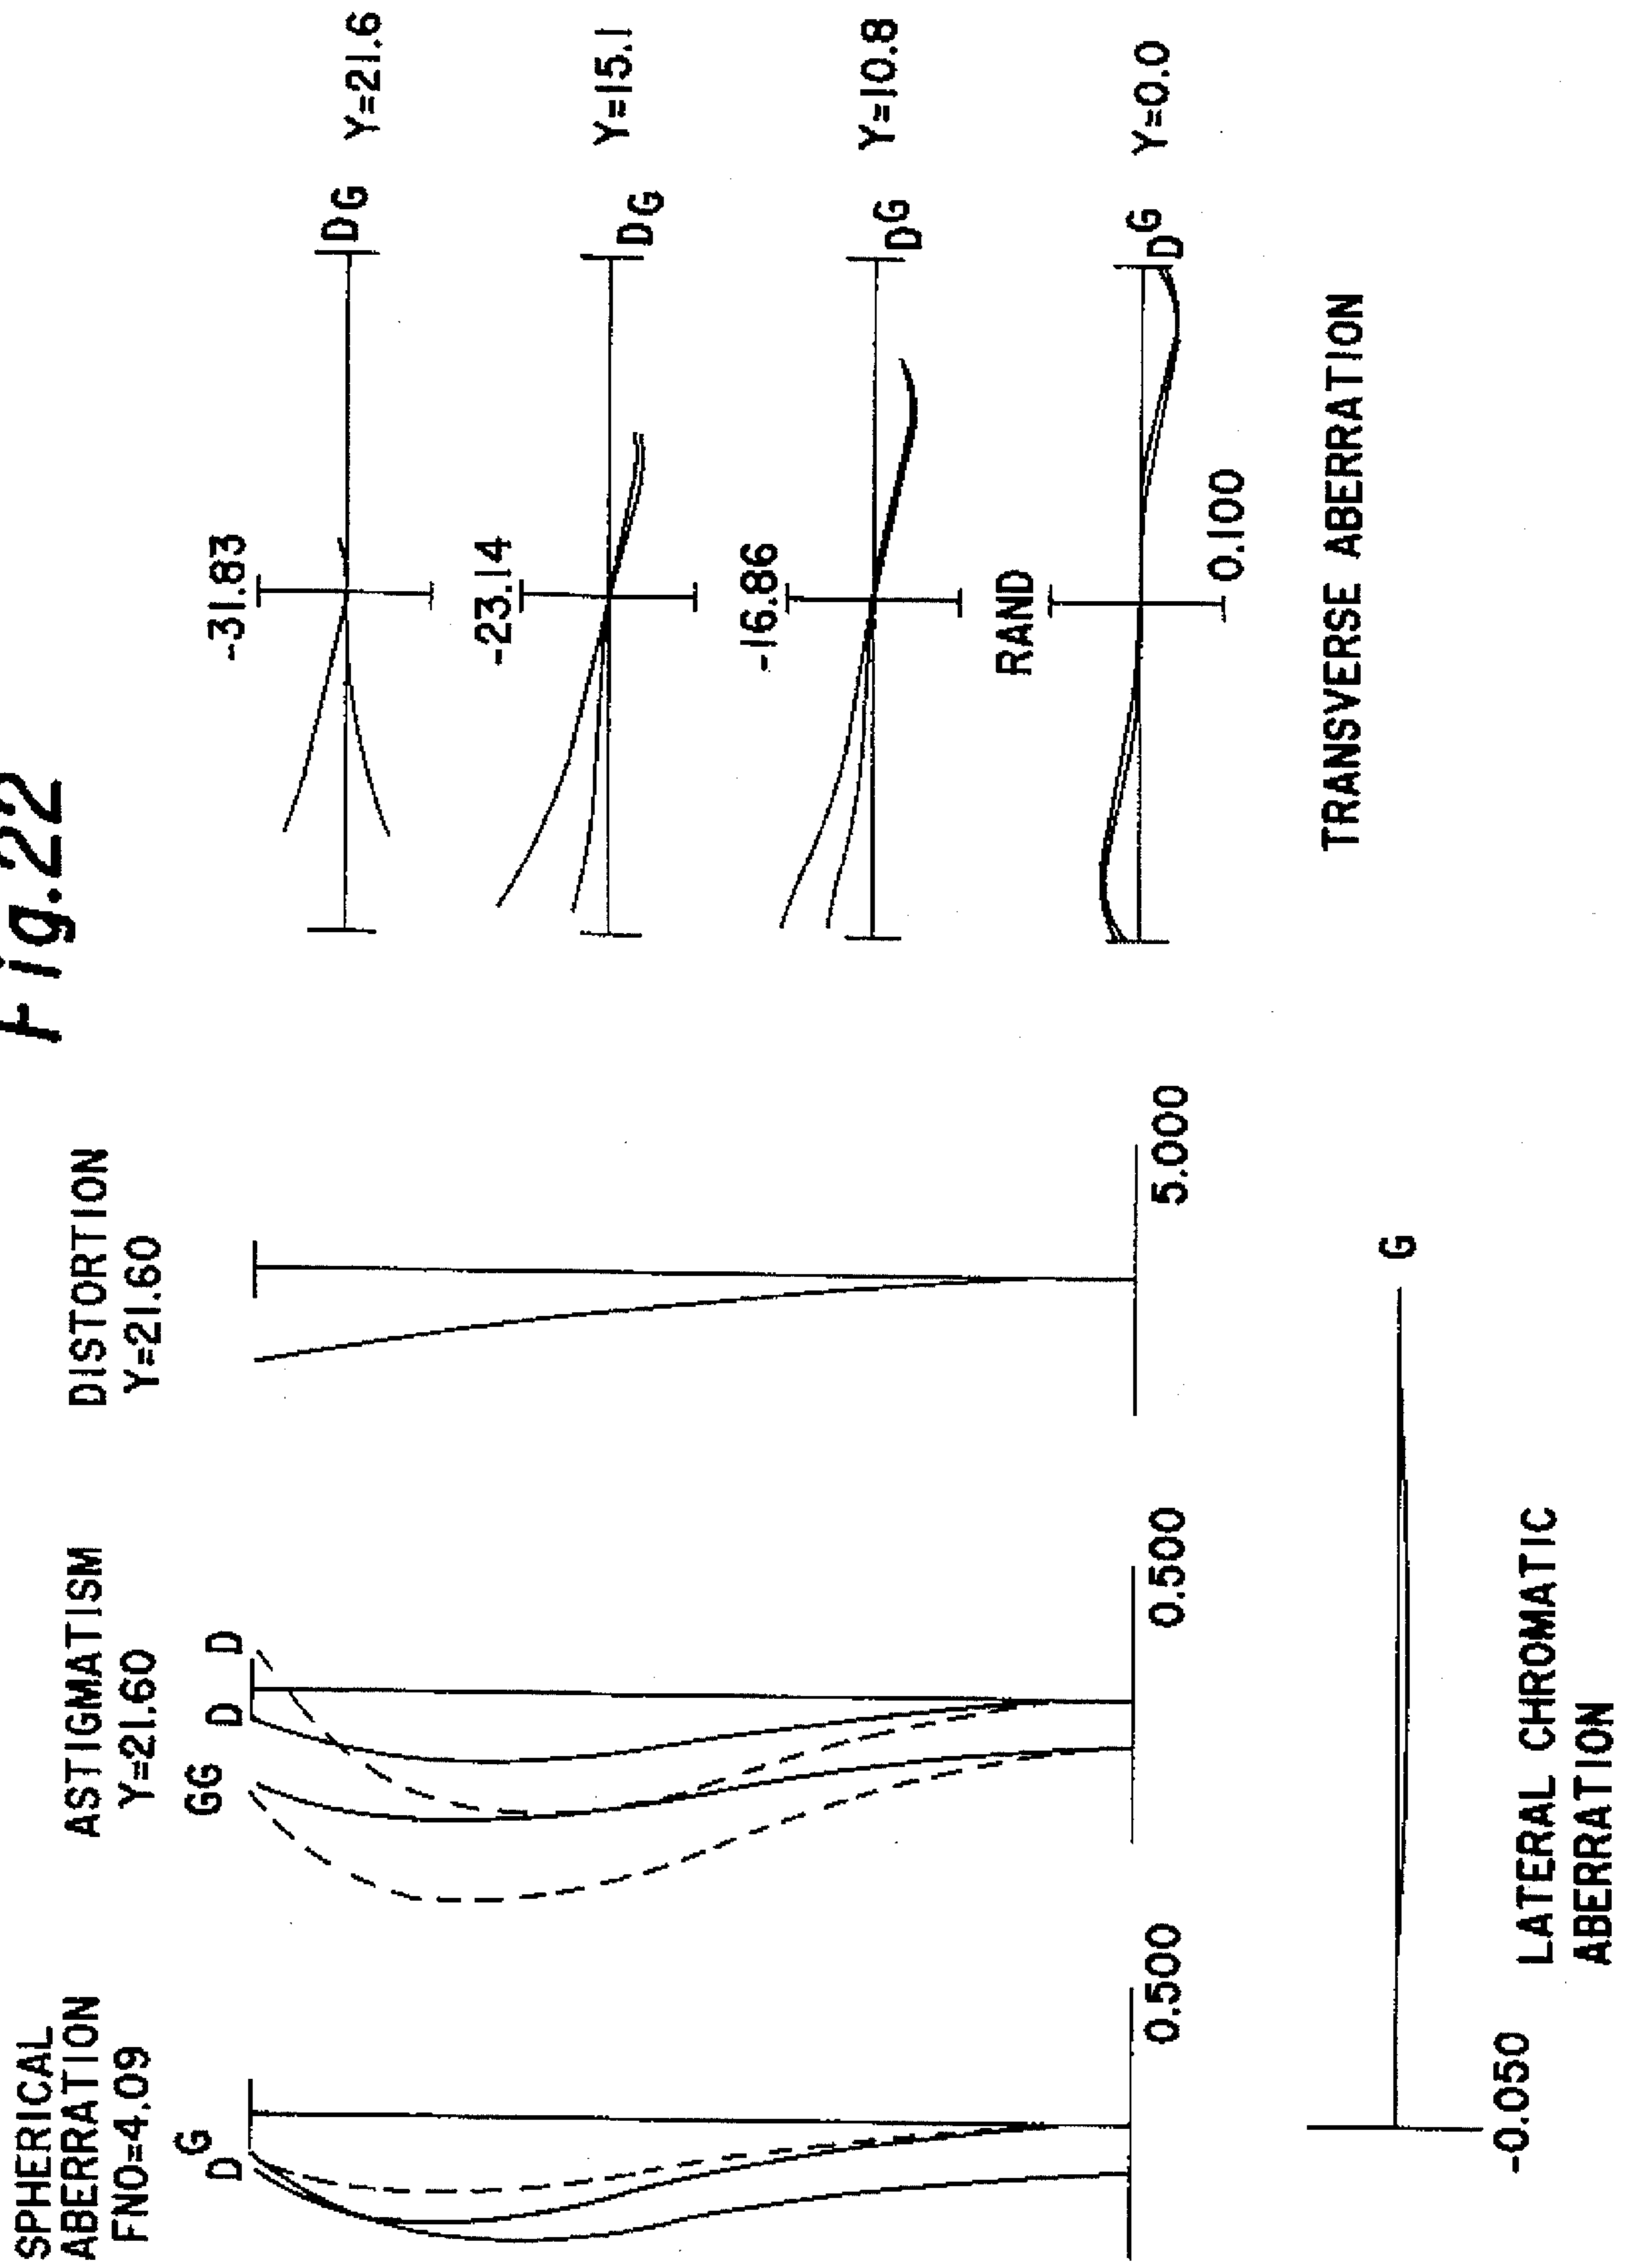 Fig.22
SPHERICAL
ABERRATION
FNO=4.09
D
G
0.500
ASTIGMATISM
Y=21.60
GG
D
D
0.500
DISTORTION
Y=21.60
5.000
-0.050
G
LATERAL CHROMATIC
ABERRATION
-31.83
DG
Y=21.6
-23.14
DG
Y=15.1
-16.86
DG
Y=10.8
RAND
DG
Y=0.0
0.100
TRANSVERSE ABERRATION